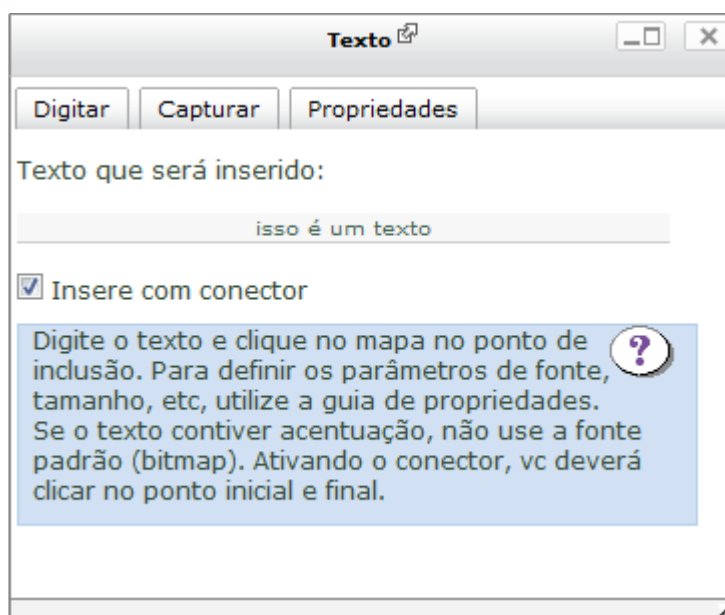 Texto
Digitar Capturar Propriedades
Texto que será inserido:
isso é um texto
Insere com conector
Digite o texto e clique no mapa no ponto de
inclusão. Para definir os parâmetros de fonte,
tamanho, etc, utilize a guia de propriedades.
Se o texto contiver acentuação, não use a fonte
padrão (bitmap). Ativando o conector, vc deverá
clicar no ponto inicial e final.
?